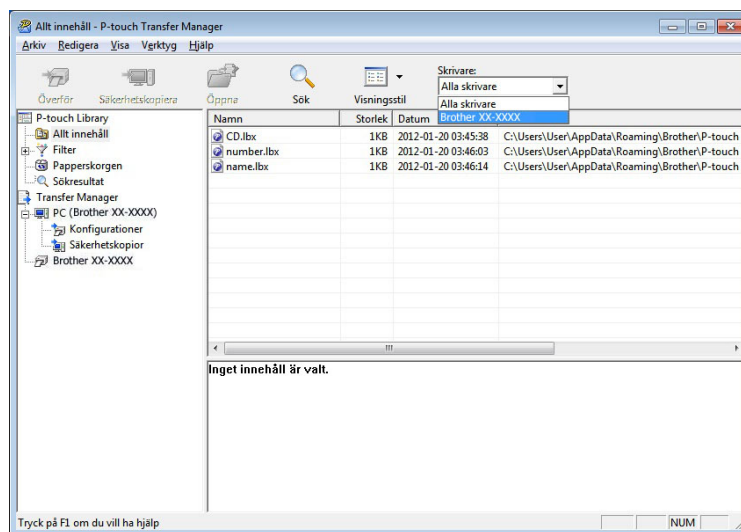 Allt innehåll - P-touch Transfer Manager
Arkiv Redigera Visa Verktyg Hjälp
Överför Säkerhetskopiera Öppna Sök Visningsstil
Skrivare:
Alla skrivare
Alla skrivare
Brother XX-XXXX
P-touch Library
Allt innehåll
Filter
Papperskorgen
Sökresultat
Transfer Manager
PC (Brother XX-XXXX)
Konfigurationer
Säkerhetskopior
Brother XX-XXXX
Namn Storlek Datum
CD.lbx 1KB 2012-01-20 03:45:38 C:\Users\User\AppData\Roaming\Brother\P-touch
number.lbx 1KB 2012-01-20 03:46:03 C:\Users\User\AppData\Roaming\Brother\P-touch
name.lbx 1KB 2012-01-20 03:46:14 C:\Users\User\AppData\Roaming\Brother\P-touch
Inget innehåll är valt.
Tryck på F1 om du vill ha hjälp NUM